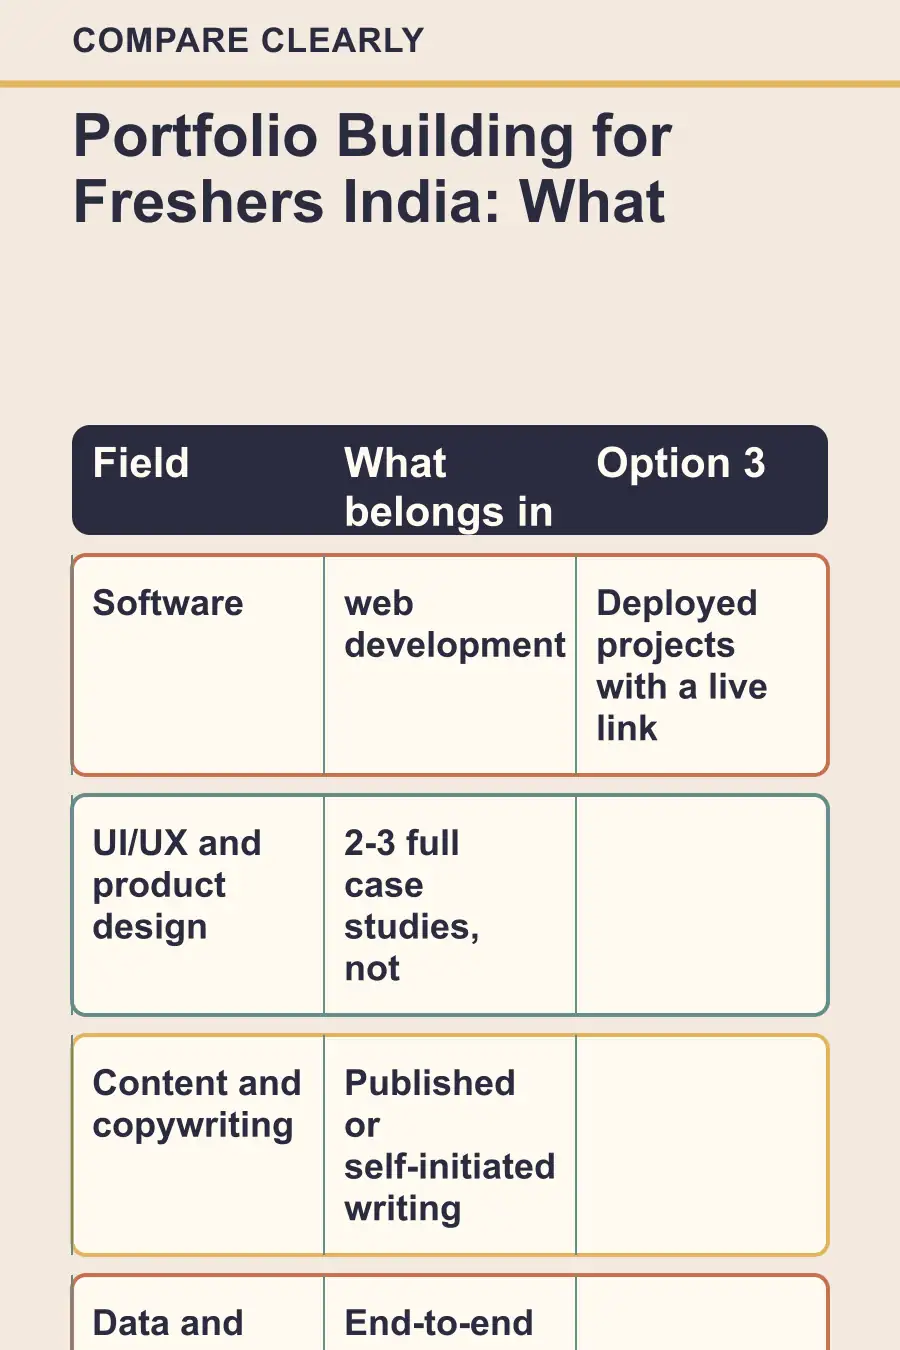 COMPARE CLEARLY
Portfolio Building for
Freshers India: What
Field
What
belongs in
Option 3
Software
web
development
Deployed
projects
with a live
link
UI/UX and
product
design
2-3 full
case
studies,
not
Content and
copywriting
Published
or
self-initiated
writing
Data and
End-to-end